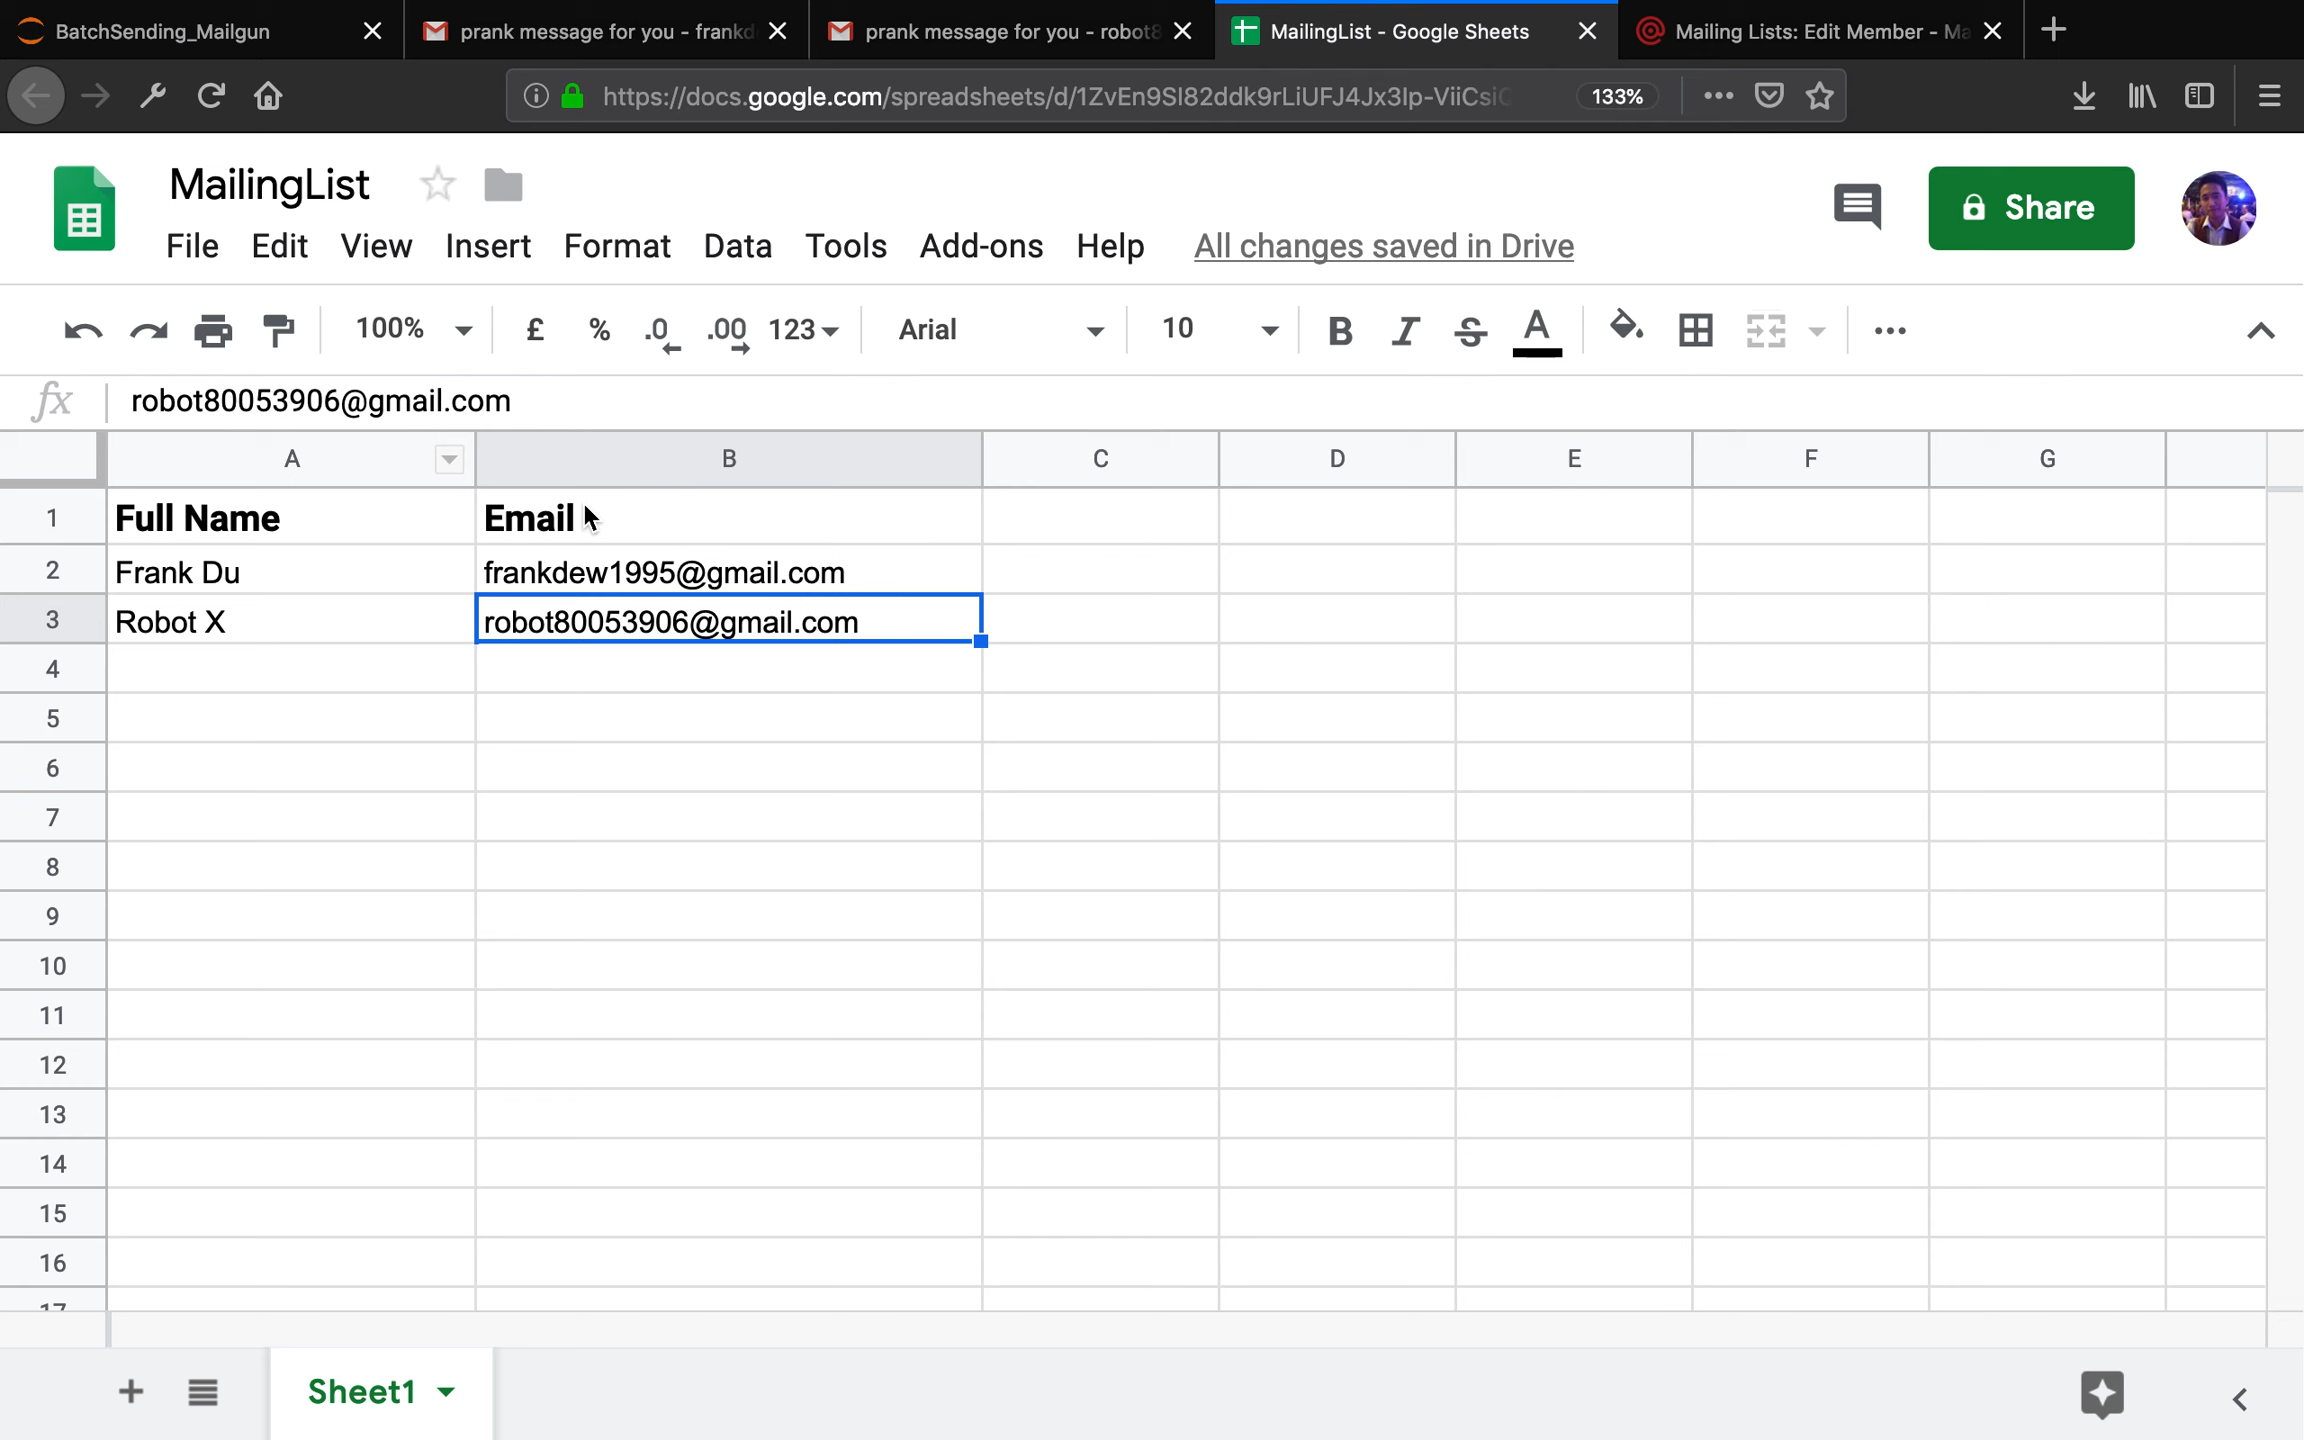 BatchSending_Mailgun
prank message for you - frankd
prank message for you - robot8
MailingList - Google Sheets
Mailing Lists: Edit Member - Ma
https://docs.google.com/spreadsheets/d/1ZvEn9SI82ddk9rLiUFJ4Jx3Ip-ViiCsiC
133%
MailingList
Share
File Edit View Insert Format Data Tools Add-ons Help All changes saved in Drive
100% £ % .0 .00 123 Arial 10 B I S A
fx robot80053906@gmail.com
A B C D E F G
1 Full Name Email
2 Frank Du frankdew1995@gmail.com
3 Robot X robot80053906@gmail.com
4
5
6
7
8
9
10
11
12
13
14
15
16
17
Sheet1